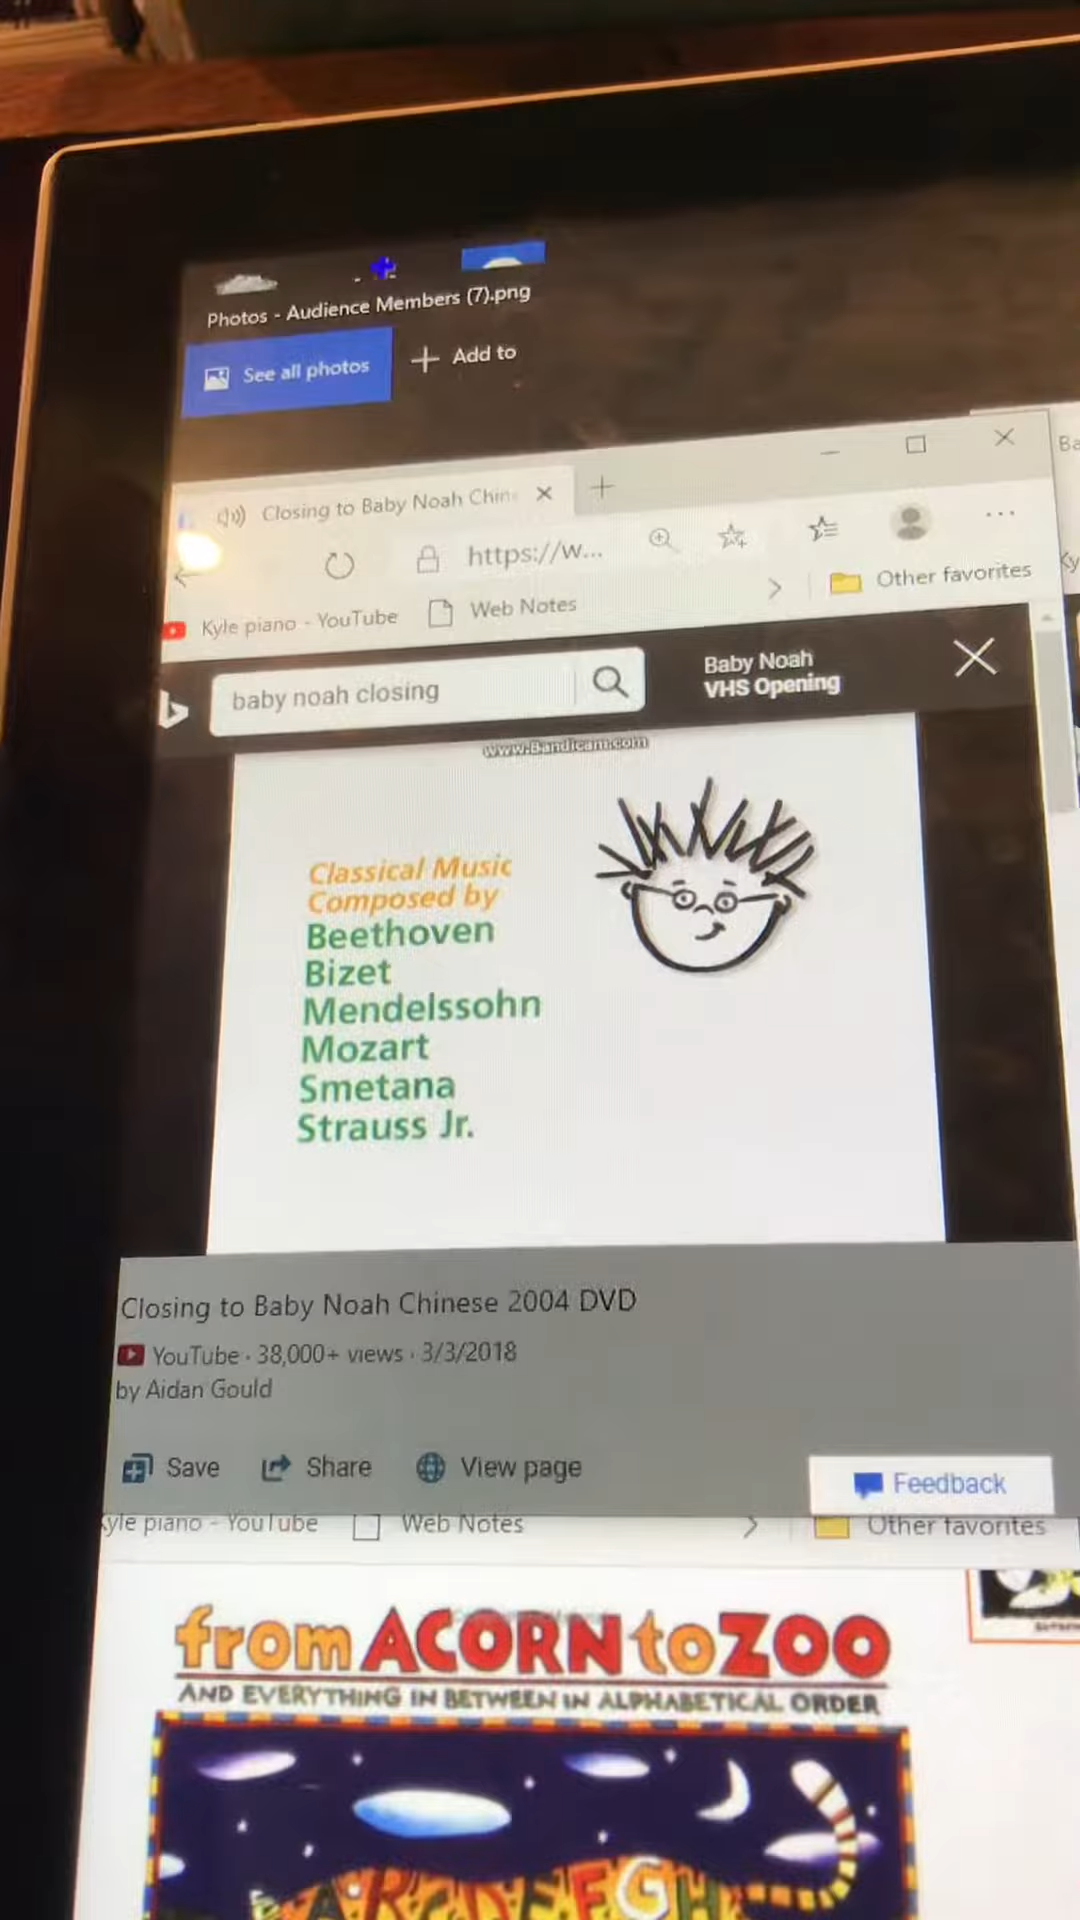 Photos - Audience Members (7).png
See all photos
Add to
Closing to Baby Noah Chin
https://w...
Other favorites
Kyle piano - YouTube
Web Notes
baby noah closing
Baby Noah
VHS Opening
www.Bandicam.com
Classical Music
Composed by
Beethoven
Bizet
Mendelssohn
Mozart
Smetana
Strauss Jr.
Closing to Baby Noah Chinese 2004 DVD
YouTube · 38,000+ views · 3/3/2018
by Aidan Gould
Save
Share
View page
Feedback
yle piano - YouTube
Web Notes
Other favorites
from ACORN to ZOO
AND EVERYTHING IN BETWEEN IN ALPHABETICAL ORDER
A B C D E F G H